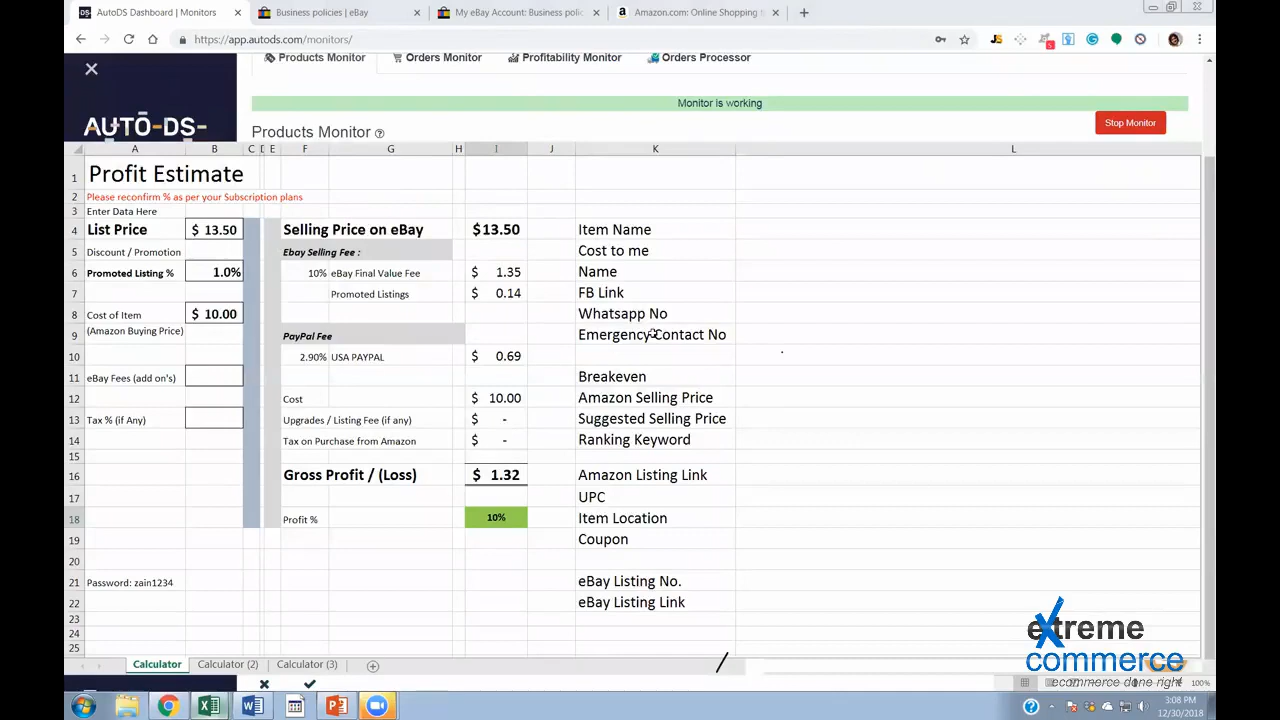 AutoDS Dashboard | Monitors
Business policies | eBay
My eBay Account: Business polic
Amazon.com: Online Shopping
https://app.autods.com/monitors/
Products Monitor
Orders Monitor
Profitability Monitor
Orders Processor
Monitor is working
AUTO-DS-
Products Monitor
Stop Monitor
A B C D E F G H I J K L
1 Profit Estimate
2 Please reconfirm % as per your Subscription plans
3 Enter Data Here
4 List Price $ 13.50 Selling Price on eBay $13.50 Item Name
5 Discount / Promotion Ebay Selling Fee : Cost to me
6 Promoted Listing % 1.0% 10% eBay Final Value Fee $ 1.35 Name
7 Promoted Listings $ 0.14 FB Link
8 Cost of Item $ 10.00 Whatsapp No
9 (Amazon Buying Price) PayPal Fee Emergency Contact No
10 2.90% USA PAYPAL $ 0.69
11 eBay Fees (add on's) Breakeven
12 Cost $ 10.00 Amazon Selling Price
13 Tax % (if Any) Upgrades / Listing Fee (if any) $ - Suggested Selling Price
14 Tax on Purchase from Amazon $ - Ranking Keyword
15
16 Gross Profit / (Loss) $ 1.32 Amazon Listing Link
17 UPC
18 Profit % 10% Item Location
19 Coupon
20
21 Password: zain1234 eBay Listing No.
22 eBay Listing Link
23
24
25
extreme
commerce
ecommerce done right
Calculator Calculator (2) Calculator (3)
100%
3:08 PM
12/30/2018